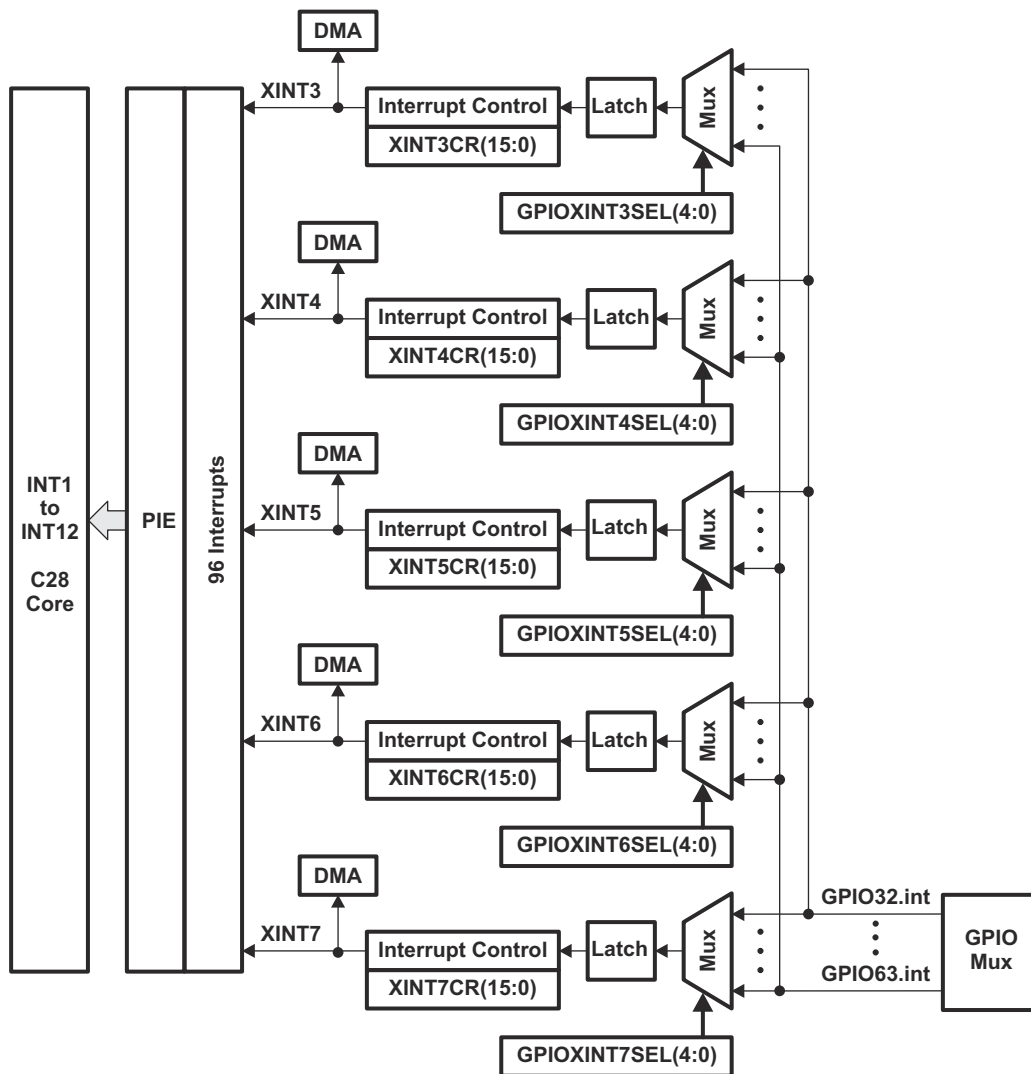 DMA
XINT3
Interrupt Control
XINT3CR(15:0)
Latch
Mux
GPIOXINT3SEL(4:0)
DMA
XINT4
Interrupt Control
XINT4CR(15:0)
Latch
Mux
GPIOXINT4SEL(4:0)
INT1
to
INT12
C28
Core
PIE
96 Interrupts
DMA
XINT5
Interrupt Control
XINT5CR(15:0)
Latch
Mux
GPIOXINT5SEL(4:0)
DMA
XINT6
Interrupt Control
XINT6CR(15:0)
Latch
Mux
GPIOXINT6SEL(4:0)
DMA
XINT7
Interrupt Control
XINT7CR(15:0)
Latch
Mux
GPIOXINT7SEL(4:0)
GPIO32.int
GPIO63.int
GPIO
Mux